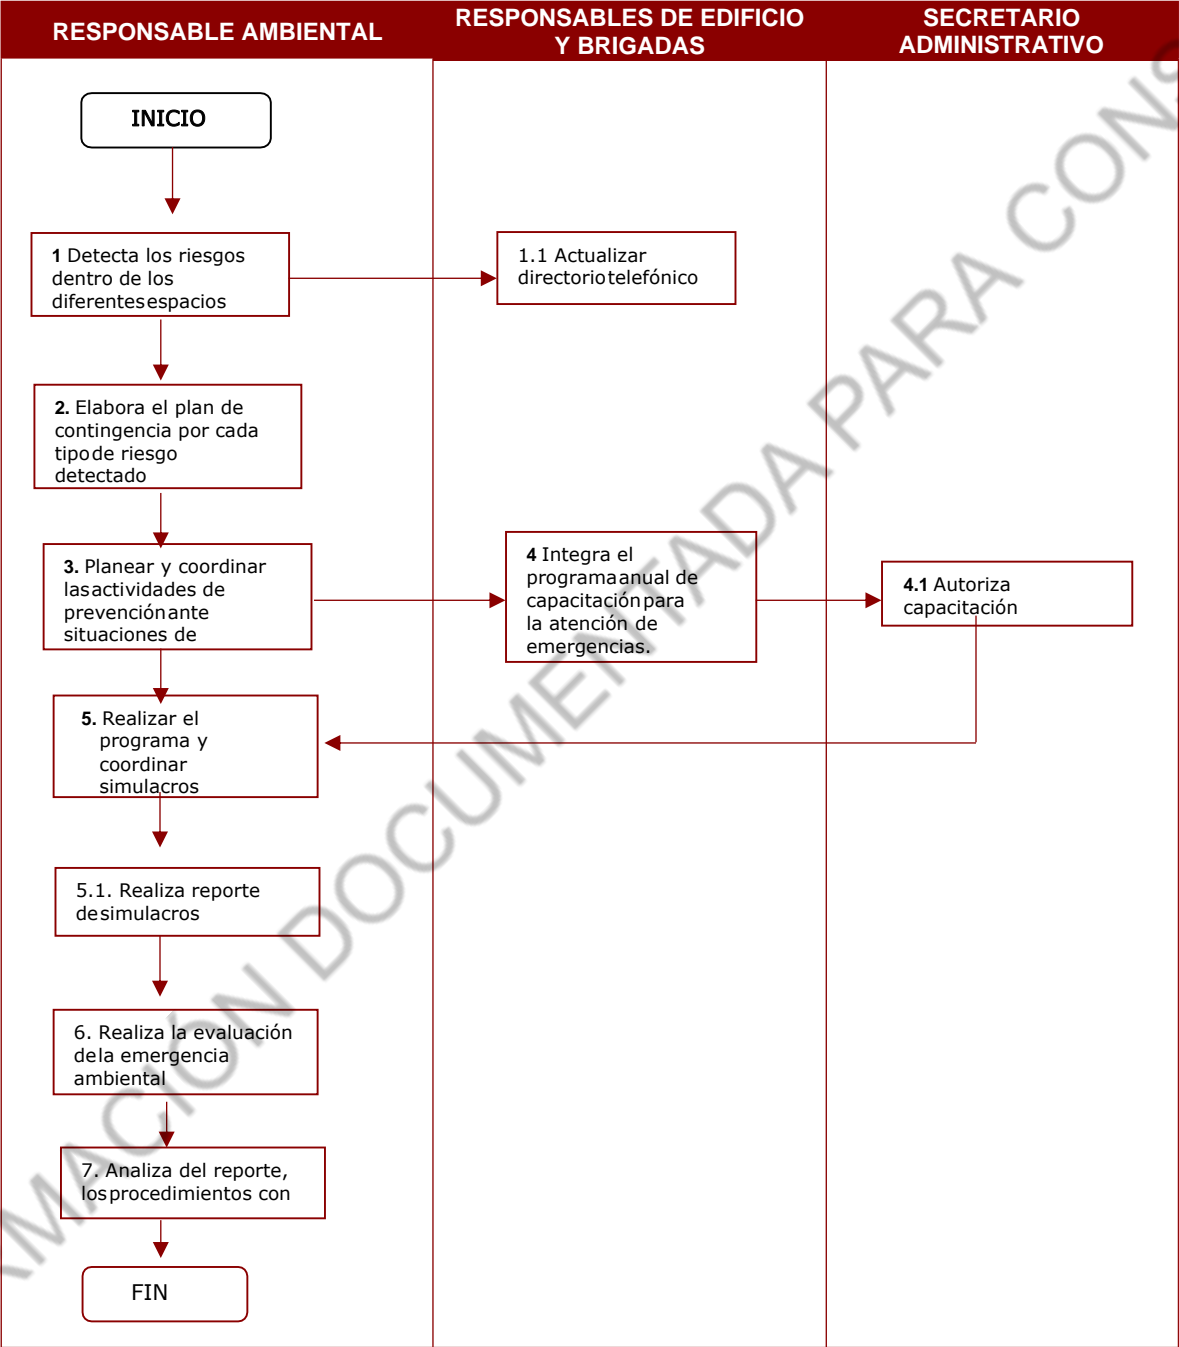 RESPONSABLE AMBIENTAL
RESPONSABLES DE EDIFICIO
Y BRIGADAS
SECRETARIO
ADMINISTRATIVO
INICIO
1 Detecta los riesgos
dentro de los
diferentesespacios
1.1 Actualizar
directoriotelefónico
2. Elabora el plan de
contingencia por cada
tipode riesgo
detectado
3. Planear y coordinar
lasactividades de
prevenciónante
situaciones de
4 Integra el
programaanual de
capacitaciónpara
la atención de
emergencias.
4.1 Autoriza
capacitación
5. Realizar el
programa y
coordinar
simulacros
5.1. Realiza reporte
desimulacros
6. Realiza la evaluación
dela emergencia
ambiental
7. Analiza del reporte,
losprocedimientos con
FIN
RMACIÓN DOCUMENTADA PARA CONS